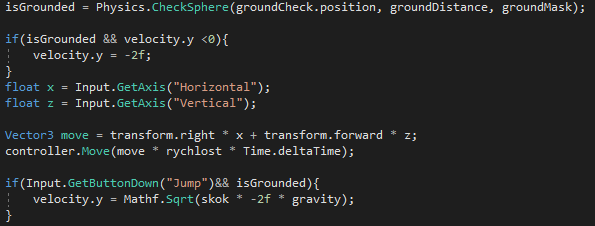 isGrounded = Physics.CheckSphere(groundCheck.position, groundDistance, groundMask);
if(isGrounded && velocity.y <0){
velocity.y = -2f;
}
float x = Input.GetAxis("Horizontal");
float z = Input.GetAxis("Vertical");
Vector3 move = transform.right * x + transform.forward * z;
controller.Move(move * rychlost * Time.deltaTime);
if(Input.GetButtonDown("Jump")&& isGrounded){
velocity.y = Mathf.Sqrt(skok * -2f * gravity);
}